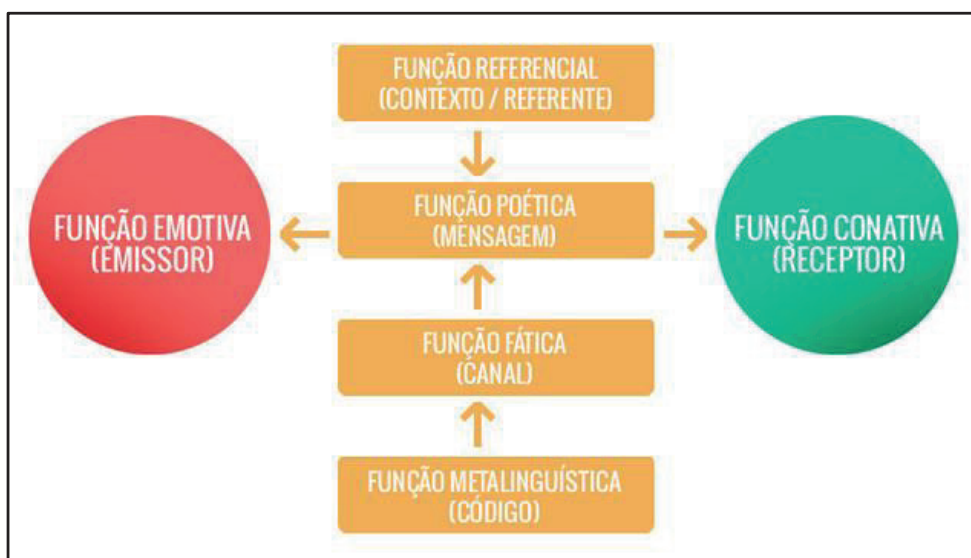 FUNÇÃO REFERENCIAL
(CONTEXTO / REFERENTE)
FUNÇÃO EMOTIVA
(EMISSOR)
FUNÇÃO POÉTICA
(MENSAGEM)
FUNÇÃO CONATIVA
(RECEPTOR)
FUNÇÃO FÁTICA
(CANAL)
FUNÇÃO METALINGUÍSTICA
(CÓDIGO)